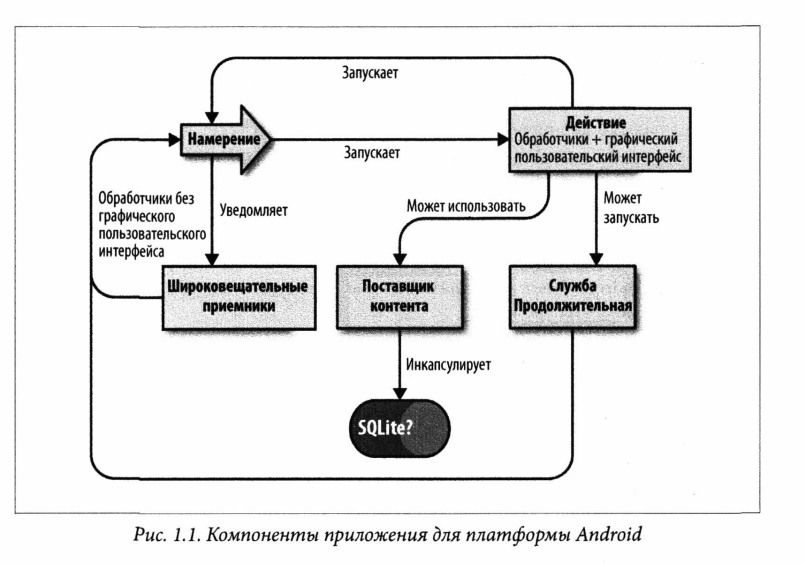 Запускает
Намерение
Запускает
Действие
Обработчики + графический
пользовательский интерфейс
Обработчики без
графического
пользовательского
интерфейса
Уведомляет
Может использовать
Может
запускать
Широковещательные
приемники
Поставщик
контента
Служба
Продолжительная
Инкапсулирует
SQLite?
Рис. 1.1. Компоненты приложения для платформы Android